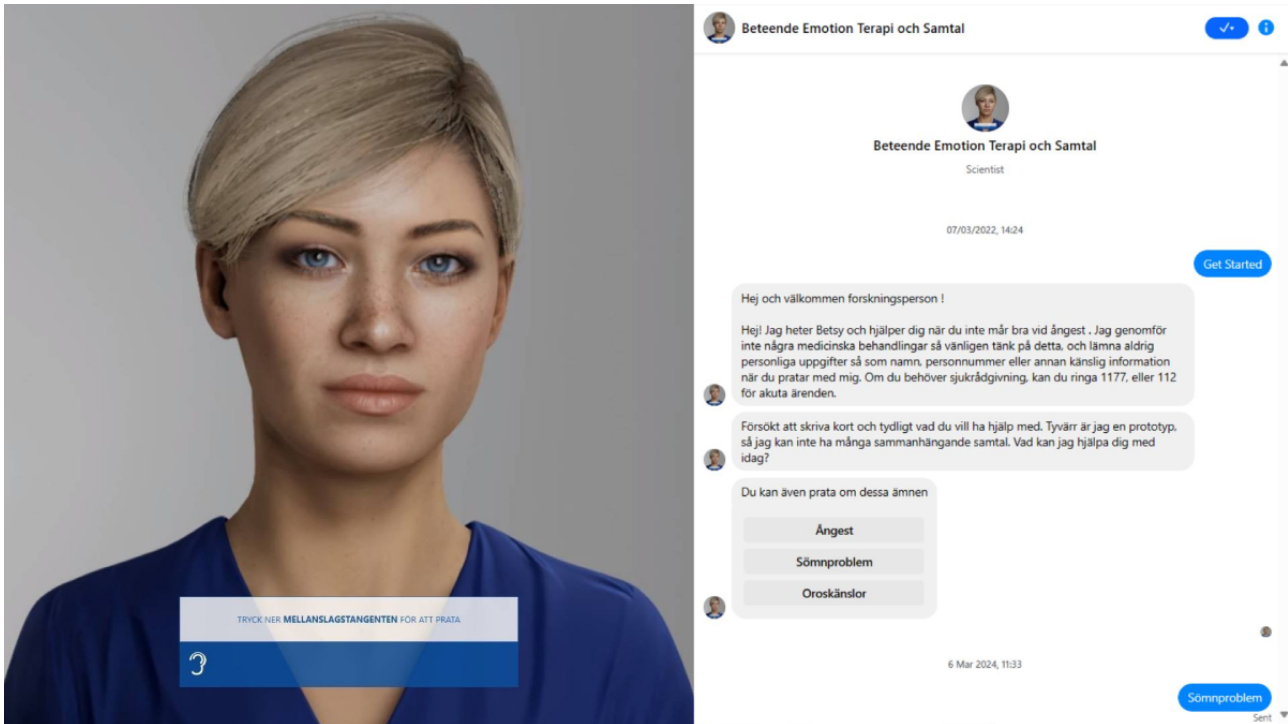 TRYCK NER MELLANSLAGSTANGENTEN FÖR ATT PRATA
Beteende Emotion Terapi och Samtal
Beteende Emotion Terapi och Samtal
Scientist
07/03/2022, 14:24
Get Started
Hej och välkommen forskningsperson !
Hej! Jag heter Betsy och hjälper dig när du inte mår bra vid ångest . Jag genomför
inte några medicinska behandlingar så vänligen tänk på detta, och lämna aldrig
personliga uppgifter så som namn, personnummer eller annan känslig information
när du pratar med mig. Om du behöver sjukrådgivning, kan du ringa 1177, eller 112
för akuta ärenden.
Försökt att skriva kort och tydligt vad du vill ha hjälp med. Tyvärr är jag en prototyp,
så jag kan inte ha många sammanhängande samtal. Vad kan jag hjälpa dig med
idag?
Du kan även prata om dessa ämnen
Ångest
Sömnproblem
Oroskänslor
6 Mar 2024, 11:33
Sömnproblem
Sent